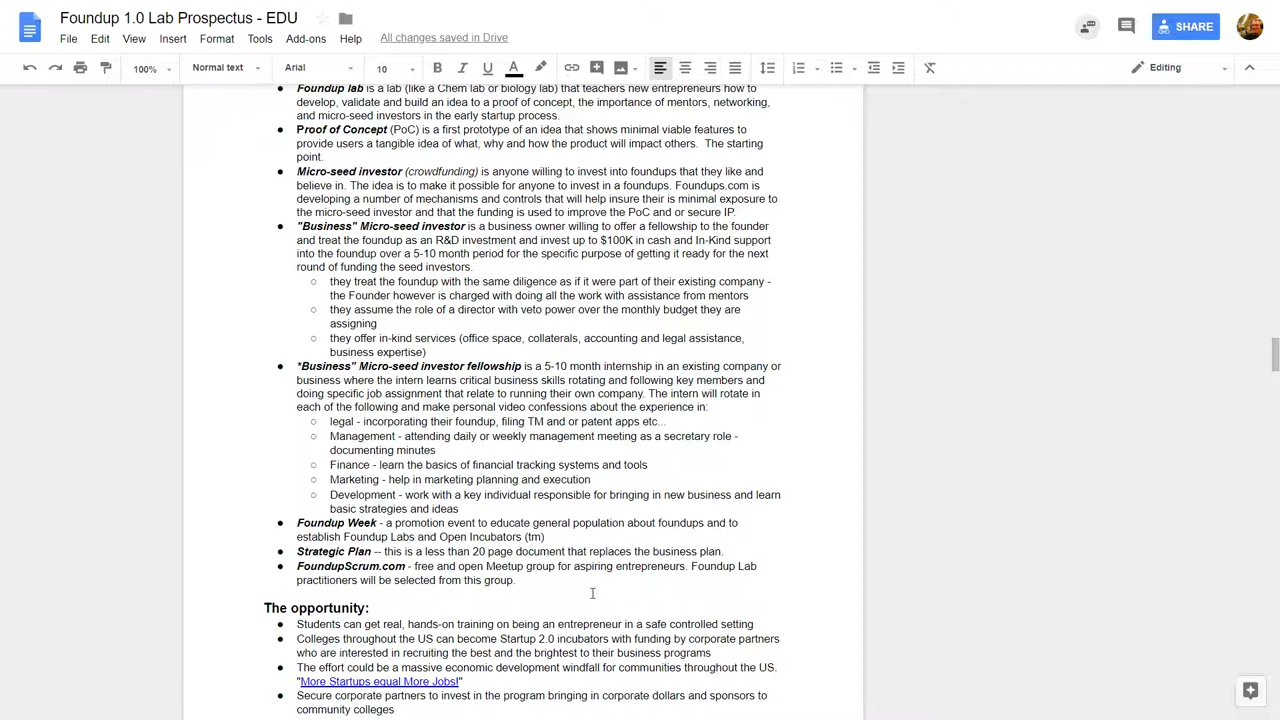 Foundup 1.0 Lab Prospectus - EDU
File Edit View Insert Format Tools Add-ons Help All changes saved in Drive
SHARE
100% Normal text Arial 10 B I U A Editing
Foundup lab is a lab (like a Chem lab or biology lab) that teaches new entrepreneurs how to
develop, validate and build an idea to a proof of concept, the importance of mentors, networking,
and micro-seed investors in the early startup process.
Proof of Concept (PoC) is a first prototype of an idea that shows minimal viable features to
provide users a tangible idea of what, why and how the product will impact others. The starting
point.
Micro-seed investor (crowdfunding) is anyone willing to invest into foundups that they like and
believe in. The idea is to make it possible for anyone to invest in a foundups. Foundups.com is
developing a number of mechanisms and controls that will help insure their is minimal exposure to
the micro-seed investor and that the funding is used to improve the PoC and or secure IP.
"Business" Micro-seed investor is a business owner willing to offer a fellowship to the founder
and treat the foundup as an R&D investment and invest up to $100K in cash and In-Kind support
into the foundup over a 5-10 month period for the specific purpose of getting it ready for the next
round of funding the seed investors.
they treat the foundup with the same diligence as if it were part of their existing company -
the Founder however is charged with doing all the work with assistance from mentors
they assume the role of a director with veto power over the monthly budget they are
assigning
they offer in-kind services (office space, collaterals, accounting and legal assistance,
business expertise)
*Business" Micro-seed investor fellowship is a 5-10 month internship in an existing company or
business where the intern learns critical business skills rotating and following key members and
doing specific job assignment that relate to running their own company. The intern will rotate in
each of the following and make personal video confessions about the experience in:
legal - incorporating their foundup, filing TM and or patent apps etc...
Management - attending daily or weekly management meeting as a secretary role -
documenting minutes
Finance - learn the basics of financial tracking systems and tools
Marketing - help in marketing planning and execution
Development - work with a key individual responsible for bringing in new business and learn
basic strategies and ideas
Foundup Week - a promotion event to educate general population about foundups and to
establish Foundup Labs and Open Incubators (tm)
Strategic Plan -- this is a less than 20 page document that replaces the business plan.
FoundupScrum.com - free and open Meetup group for aspiring entrepreneurs. Foundup Lab
practitioners will be selected from this group.
The opportunity:
Students can get real, hands-on training on being an entrepreneur in a safe controlled setting
Colleges throughout the US can become Startup 2.0 incubators with funding by corporate partners
who are interested in recruiting the best and the brightest to their business programs
The effort could be a massive economic development windfall for communities throughout the US.
"More Startups equal More Jobs!"
Secure corporate partners to invest in the program bringing in corporate dollars and sponsors to
community colleges